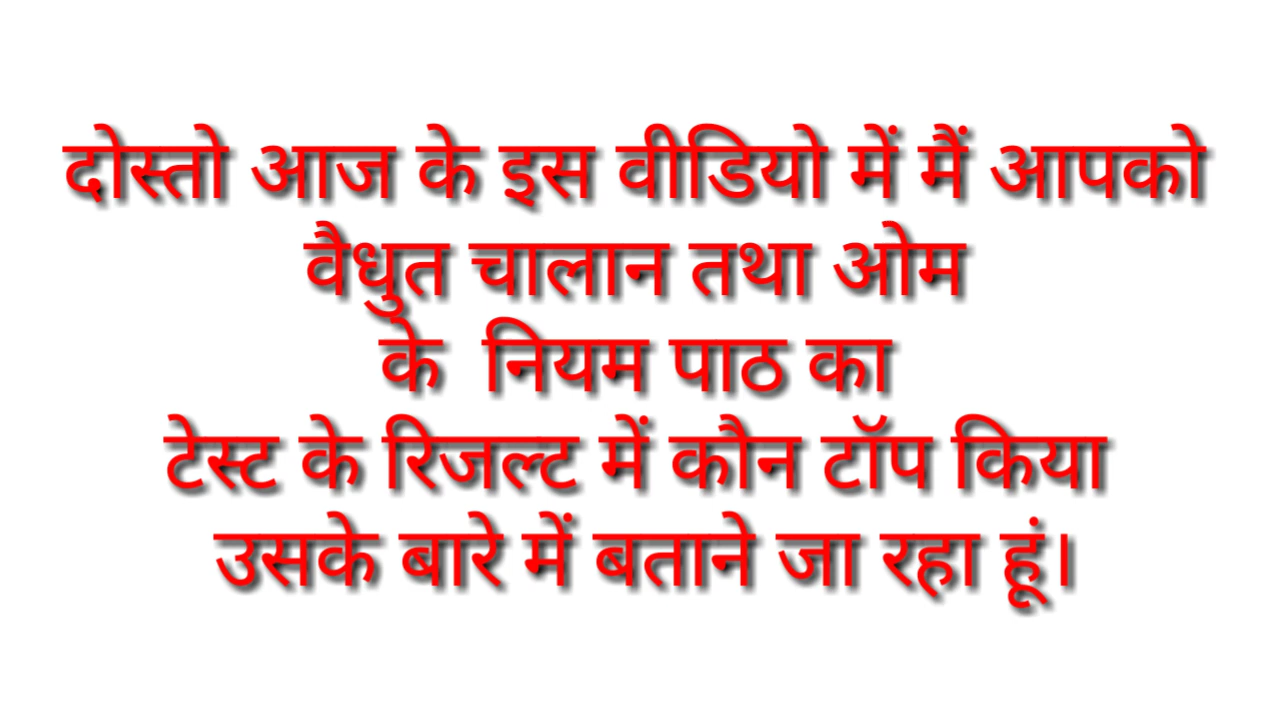 दोस्तो आज के इस वीडियो में मैं आपको
वैधुत चालान तथा ओम
के  नियम पाठ का
टेस्ट के रिजल्ट में कौन टॉप किया
उसके बारे में बताने जा रहा हूं।